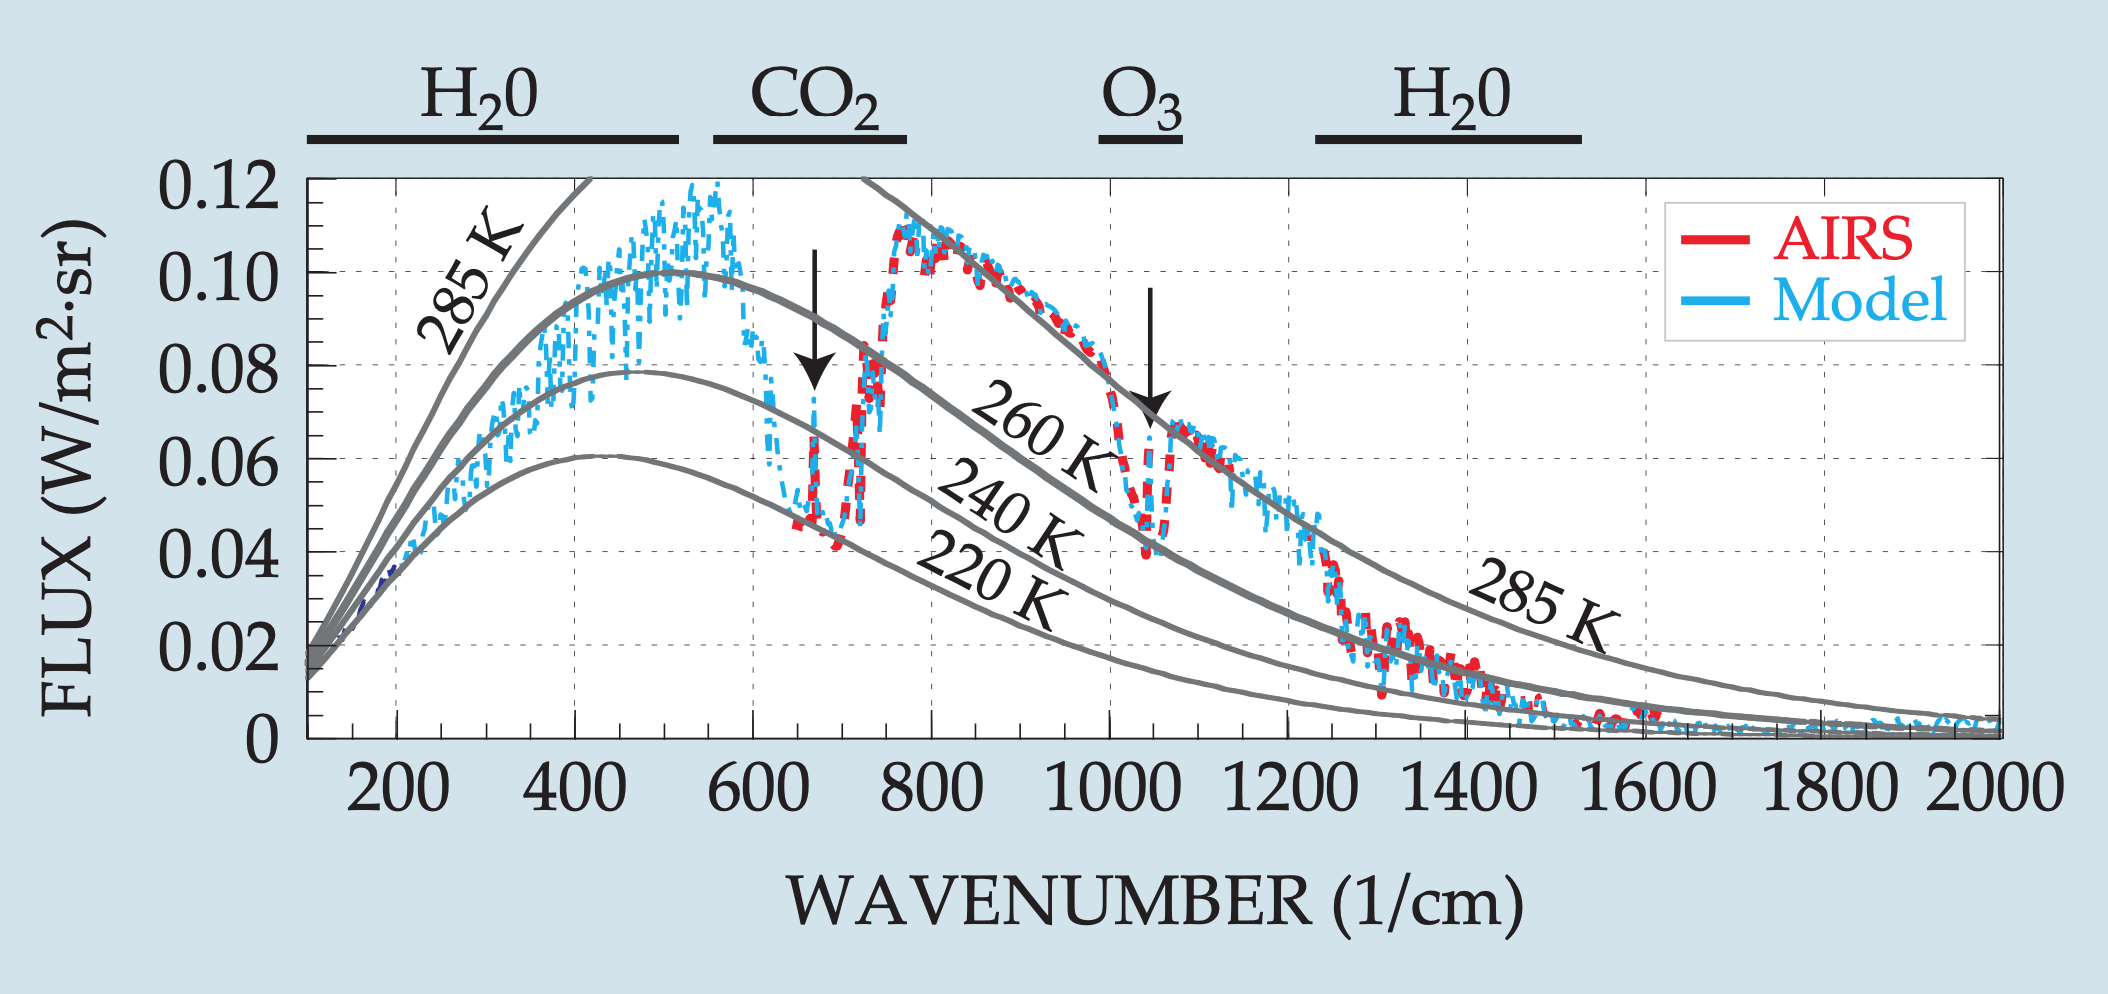 H₂0 CO₂ O₃ H₂0
0.12
0.10
0.08
0.06
0.04
0.02
0
FLUX (W/m²·sr)
285 K
260 K
240 K
220 K
285 K
AIRS
Model
200 400 600 800 1000 1200 1400 1600 1800 2000
WAVENUMBER (1/cm)